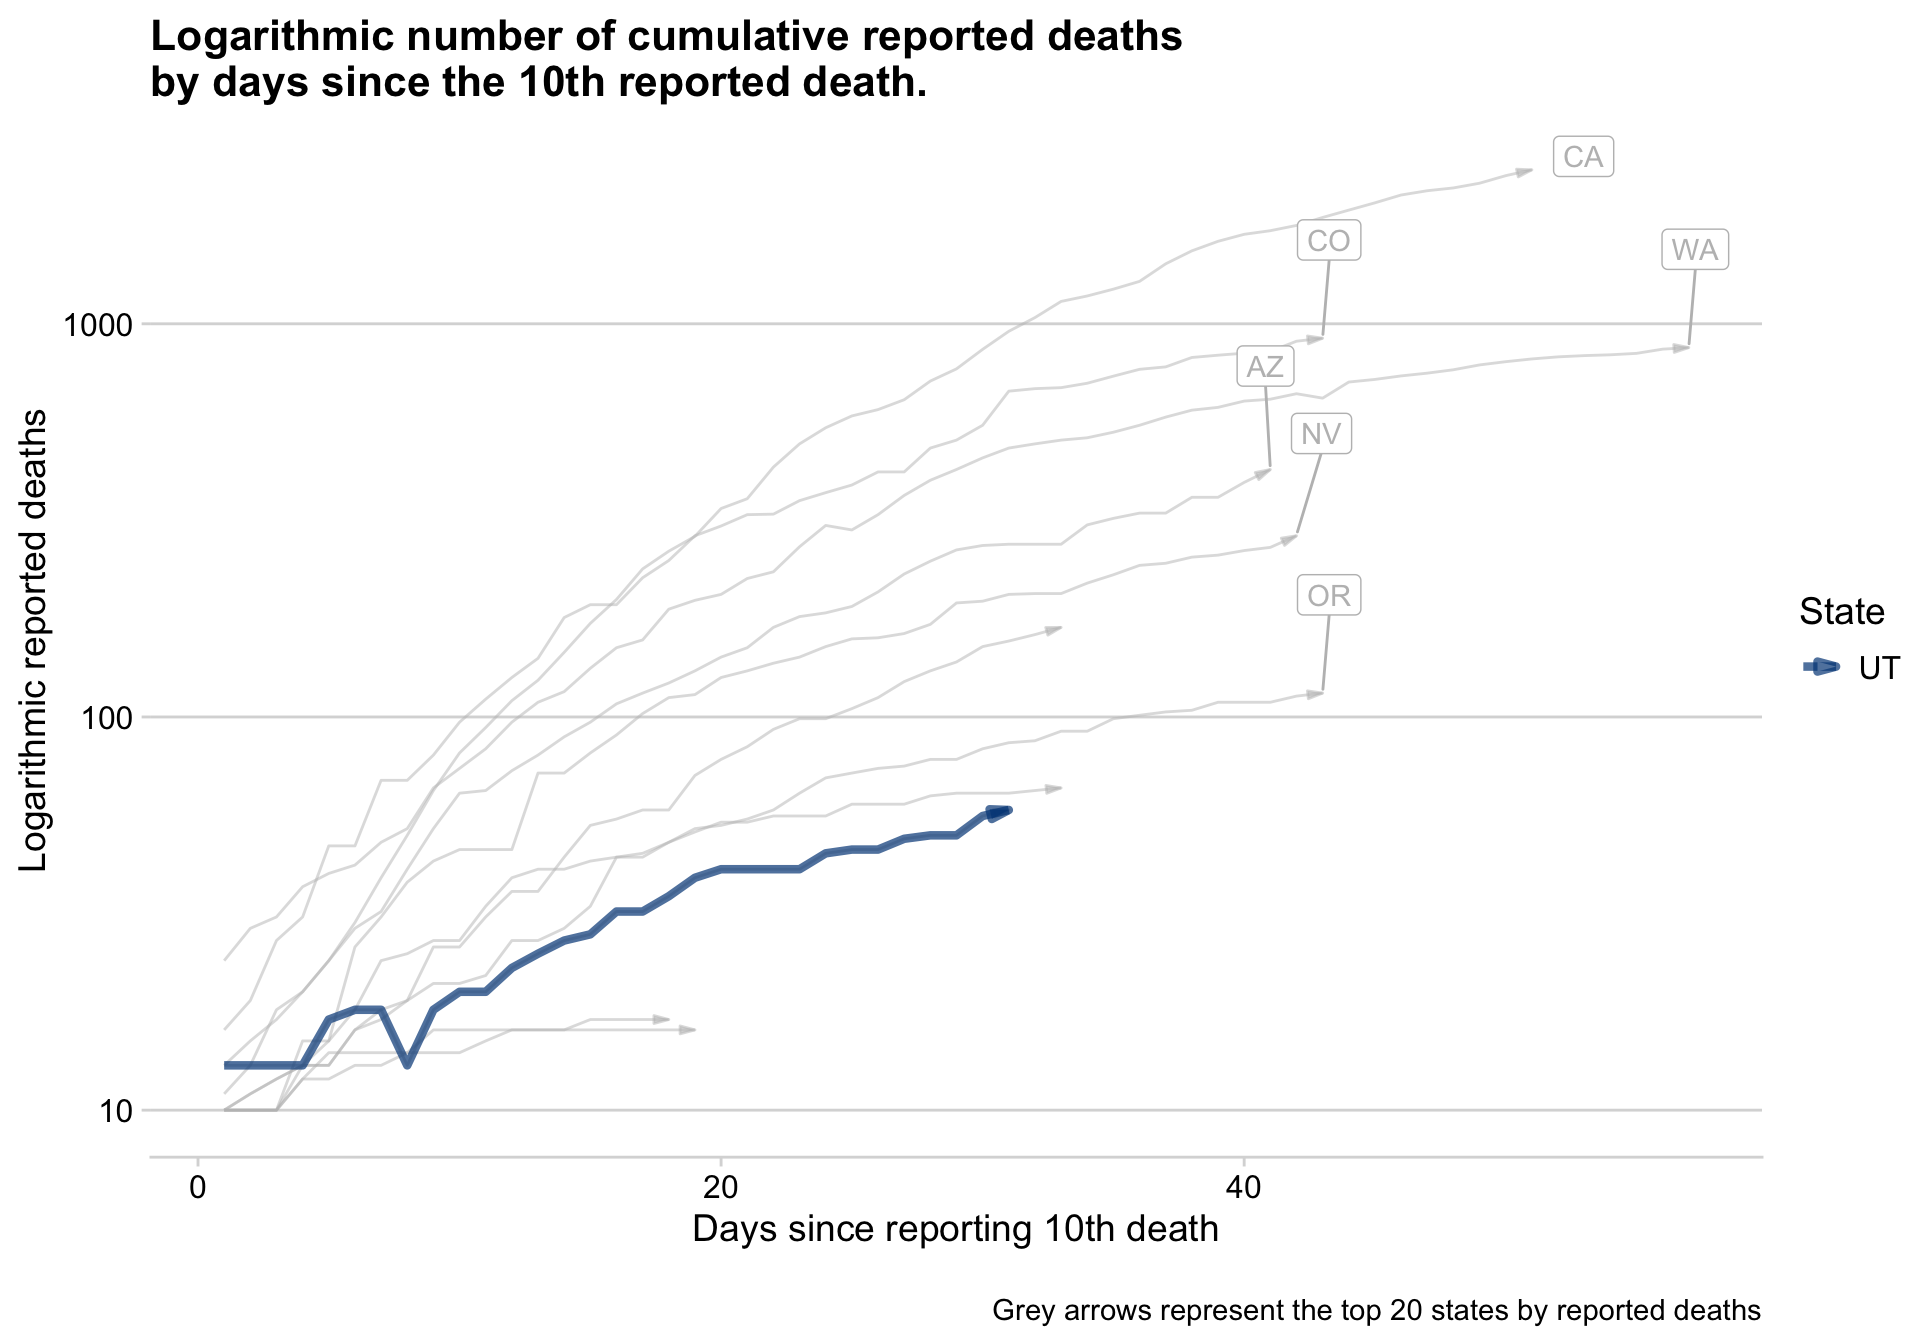 Logarithmic number of cumulative reported deaths
by days since the 10th reported death.
CA
CO
WA
AZ
NV
OR
1000
100
10
Logarithmic reported deaths
0 20 40
Days since reporting 10th death
State
UT
Grey arrows represent the top 20 states by reported deaths